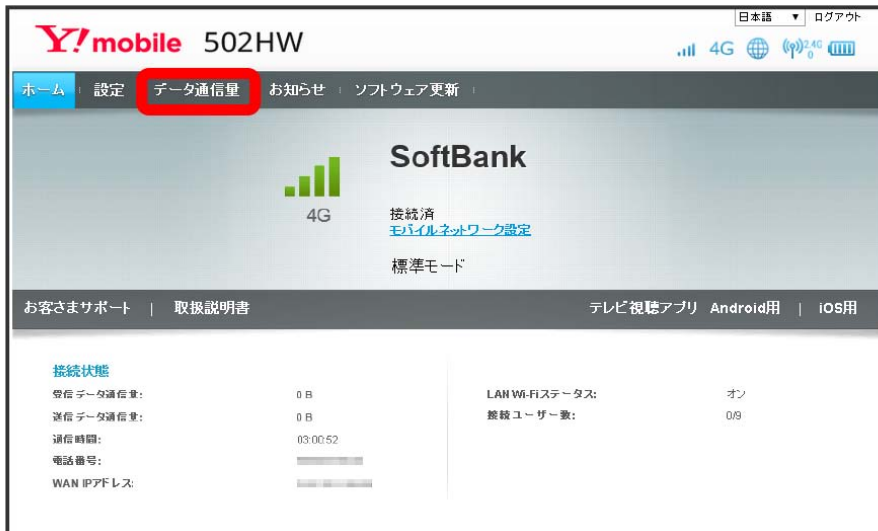 日本語 ▼ ログアウト
Y!mobile 502HW
4G 2.4G 0
ホーム 設定 データ通信量 お知らせ ソフトウェア更新
SoftBank
4G
接続済
モバイルネットワーク設定
標準モード
お客さまサポート | 取扱説明書 テレビ視聴アプリ Android用 | iOS用
接続状態
受信データ通信量: 0 B LAN Wi-Fiステータス: オン
送信データ通信量: 0 B 接続ユーザー数: 0/9
通信時間: 03:00:52
電話番号:
WAN IPアドレス: